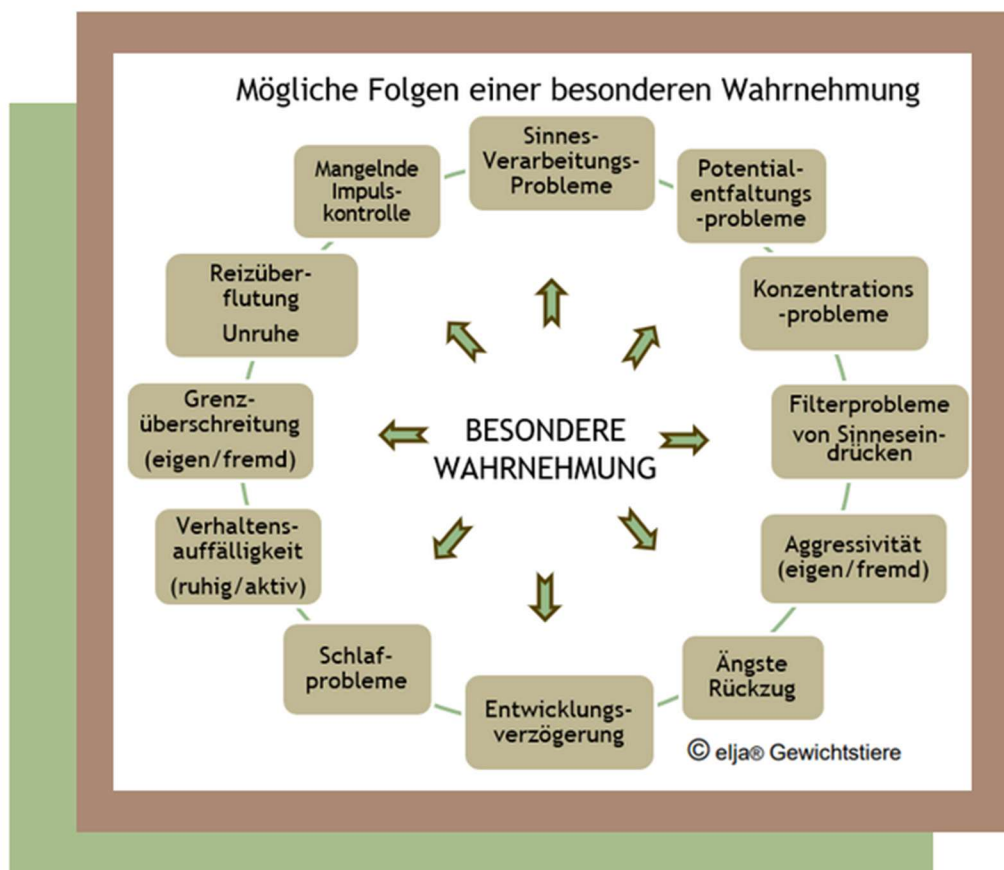 Mögliche Folgen einer besonderen Wahrnehmung
Sinnes-
Verarbeitungs-
Probleme
Potential-
entfaltungs
-probleme
Konzentrations
-probleme
Filterprobleme
von Sinnesein-
drücken
Aggressivität
(eigen/fremd)
Ängste
Rückzug
Entwicklungs-
verzögerung
Schlaf-
probleme
Verhaltens-
auffälligkeit
(ruhig/aktiv)
Grenz-
überschreitung
(eigen/fremd)
Reizüber-
flutung
Unruhe
Mangelnde
Impuls-
kontrolle
BESONDERE
WAHRNEHMUNG
© elja® Gewichtstiere